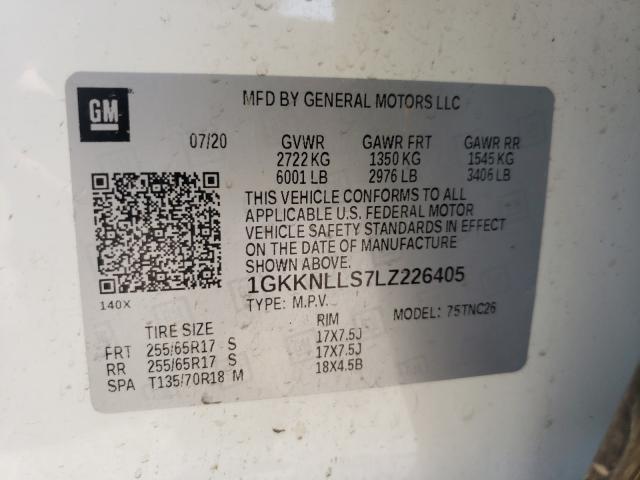 GM
MFD BY GENERAL MOTORS LLC
07/20 GVWR GAWR FRT GAWR RR
2722 KG 1350 KG 1545 KG
6001 LB 2976 LB 3406 LB
THIS VEHICLE CONFORMS TO ALL
APPLICABLE U.S. FEDERAL MOTOR
VEHICLE SAFETY STANDARDS IN EFFECT
ON THE DATE OF MANUFACTURE
SHOWN ABOVE.
140X
1GKKNLLS7LZ226405
TYPE: M.P.V. MODEL: 75TNC26
TIRE SIZE RIM
FRT 255/65R17 S 17X7.5J
RR 255/65R17 S 17X7.5J
SPA T135/70R18 M 18X4.5B